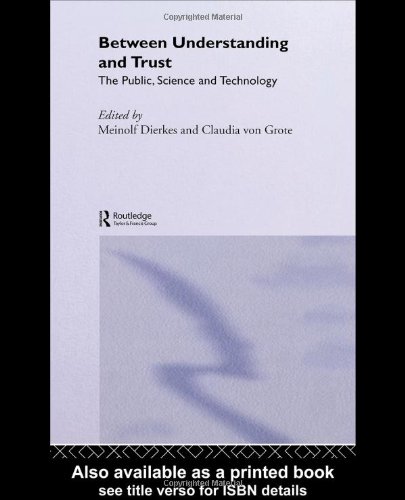 Copyrighted Material
Between Understanding
and Trust
The Public, Science and Technology
Edited by
Meinolf Dierkes and Claudia von Grote
Routledge
Taylor & Francis Group
Copyrighted Material
Also available as a printed book
see title verso for ISBN details